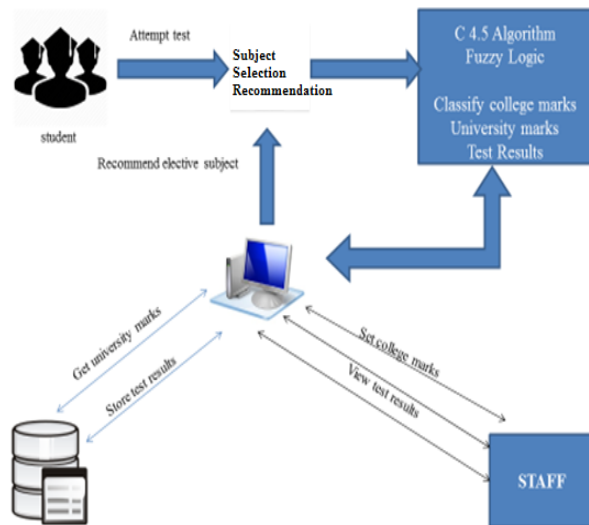 Attempt test
Subject
Selection
Recommendation
C 4.5 Algorithm
Fuzzy Logic
Classify college marks
University marks
Test Results
student
Recommend elective subject
Get university marks
Store test results
Set college marks
View test results
STAFF